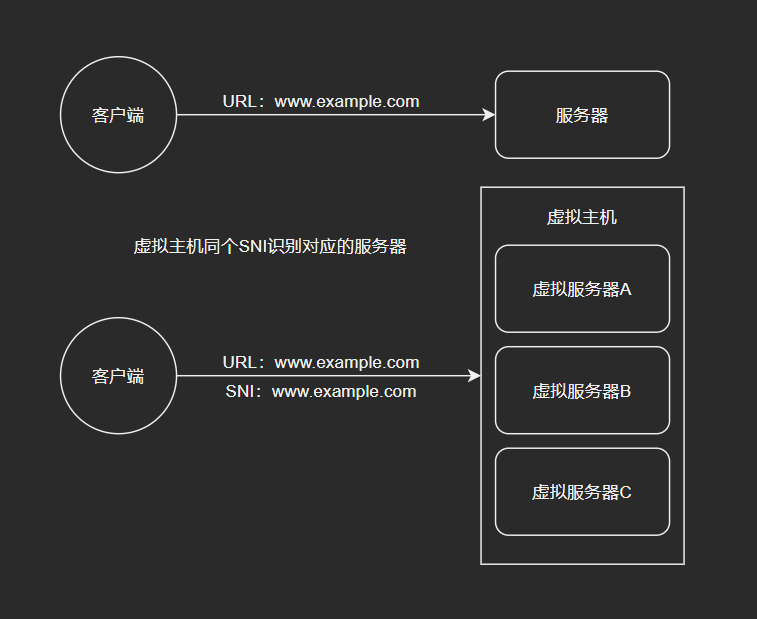 客户端
URL：www.example.com
服务器
虚拟主机
虚拟主机同个SNI识别对应的服务器
虚拟服务器A
客户端
URL：www.example.com
SNI：www.example.com
虚拟服务器B
虚拟服务器C